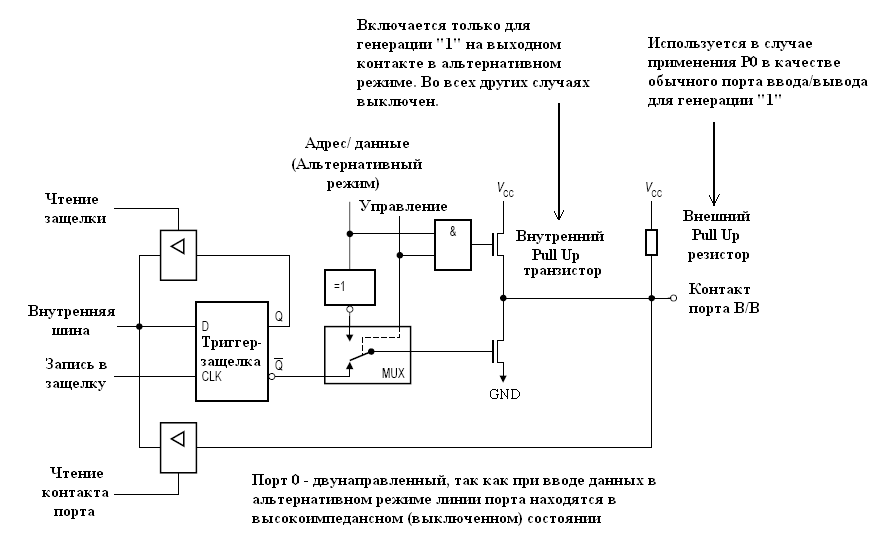 Включается только для
генерации "1" на выходном
контакте в альтернативном
режиме. Во всех других случаях
выключен.
Используется в случае
применения P0 в качестве
обычного порта ввода/вывода
для генерации "1"
Адрес/ данные
(Альтернативный
режим)
Управление
Чтение
защелки
VCC
VCC
&
Внутренний
Pull Up
транзистор
Внешний
Pull Up
резистор
=1
Контакт
порта В/В
Внутренняя
шина
D
Q
Триггер-
защелка
Q
CLK
Запись в
защелку
MUX
GND
Чтение
контакта
порта
Порт 0 - двунаправленный, так как при вводе данных в
альтернативном режиме линии порта находятся в
высокоимпедансном (выключенном) состоянии